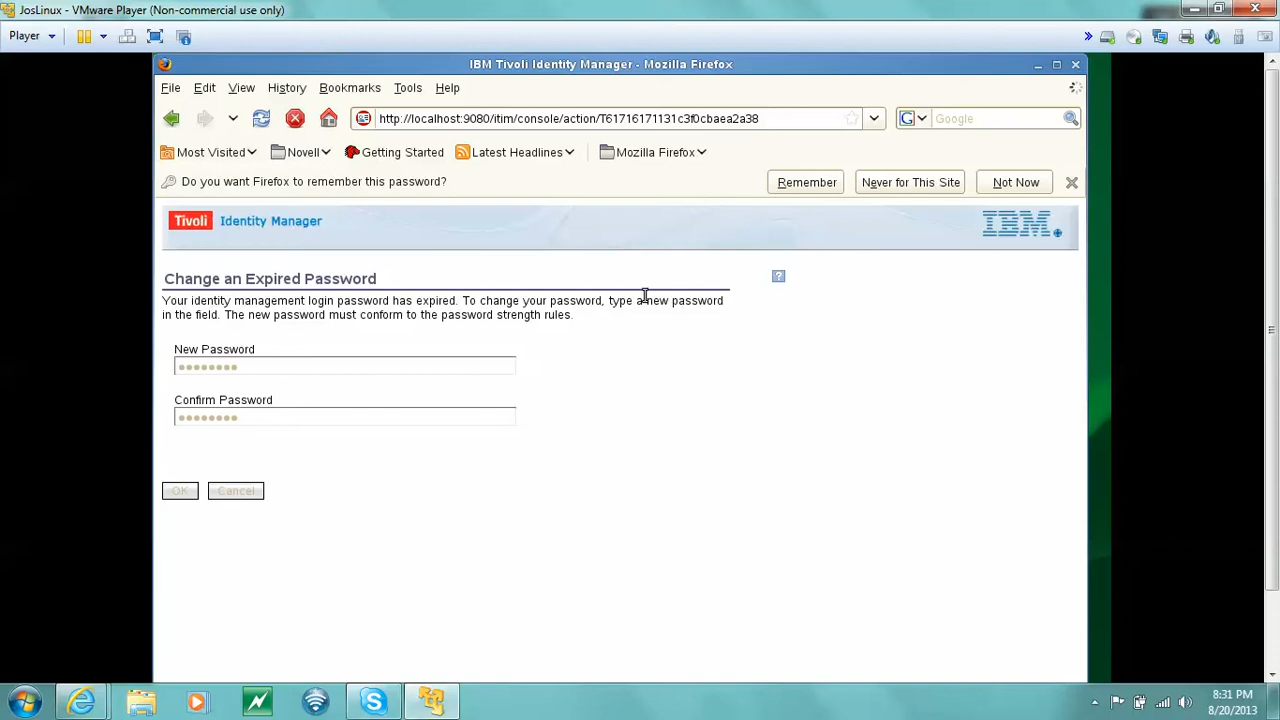 JosLinux - VMware Player (Non-commercial use only)
Player
IBM Tivoli Identity Manager - Mozilla Firefox
File Edit View History Bookmarks Tools Help
http://localhost:9080/itim/console/action/T61716171131c3f0cbaea2a38
G Google
Most Visited Novell Getting Started Latest Headlines Mozilla Firefox
Do you want Firefox to remember this password? Remember Never for This Site Not Now
Tivoli Identity Manager IBM
Change an Expired Password ?
Your identity management login password has expired. To change your password, type a new password
in the field. The new password must conform to the password strength rules.
New Password
Confirm Password
OK Cancel
8:31 PM
8/20/2013